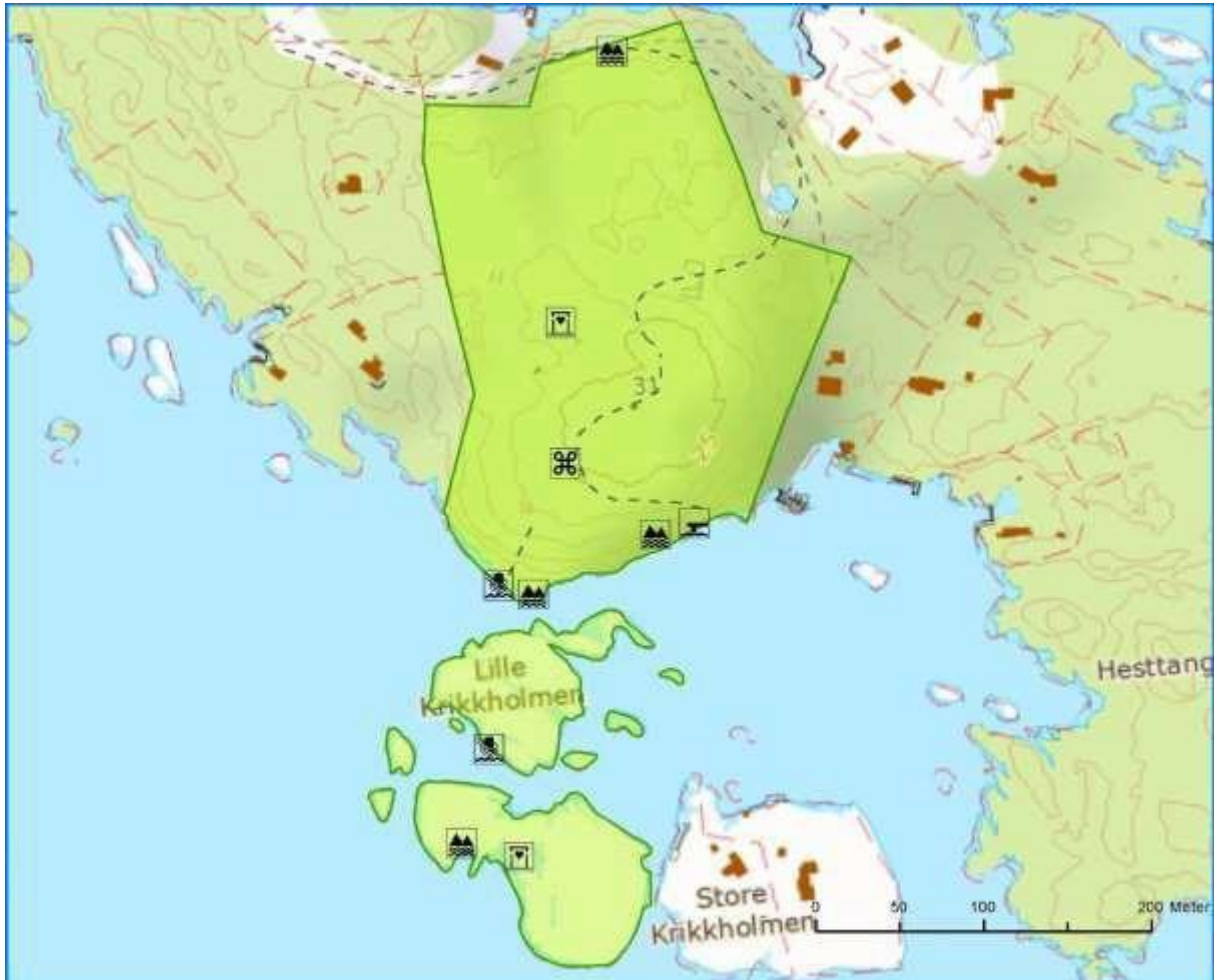 31
Lille
Krikkholmen
Hesttang
Store
Krikkholmen
0 50 100 200 Meter